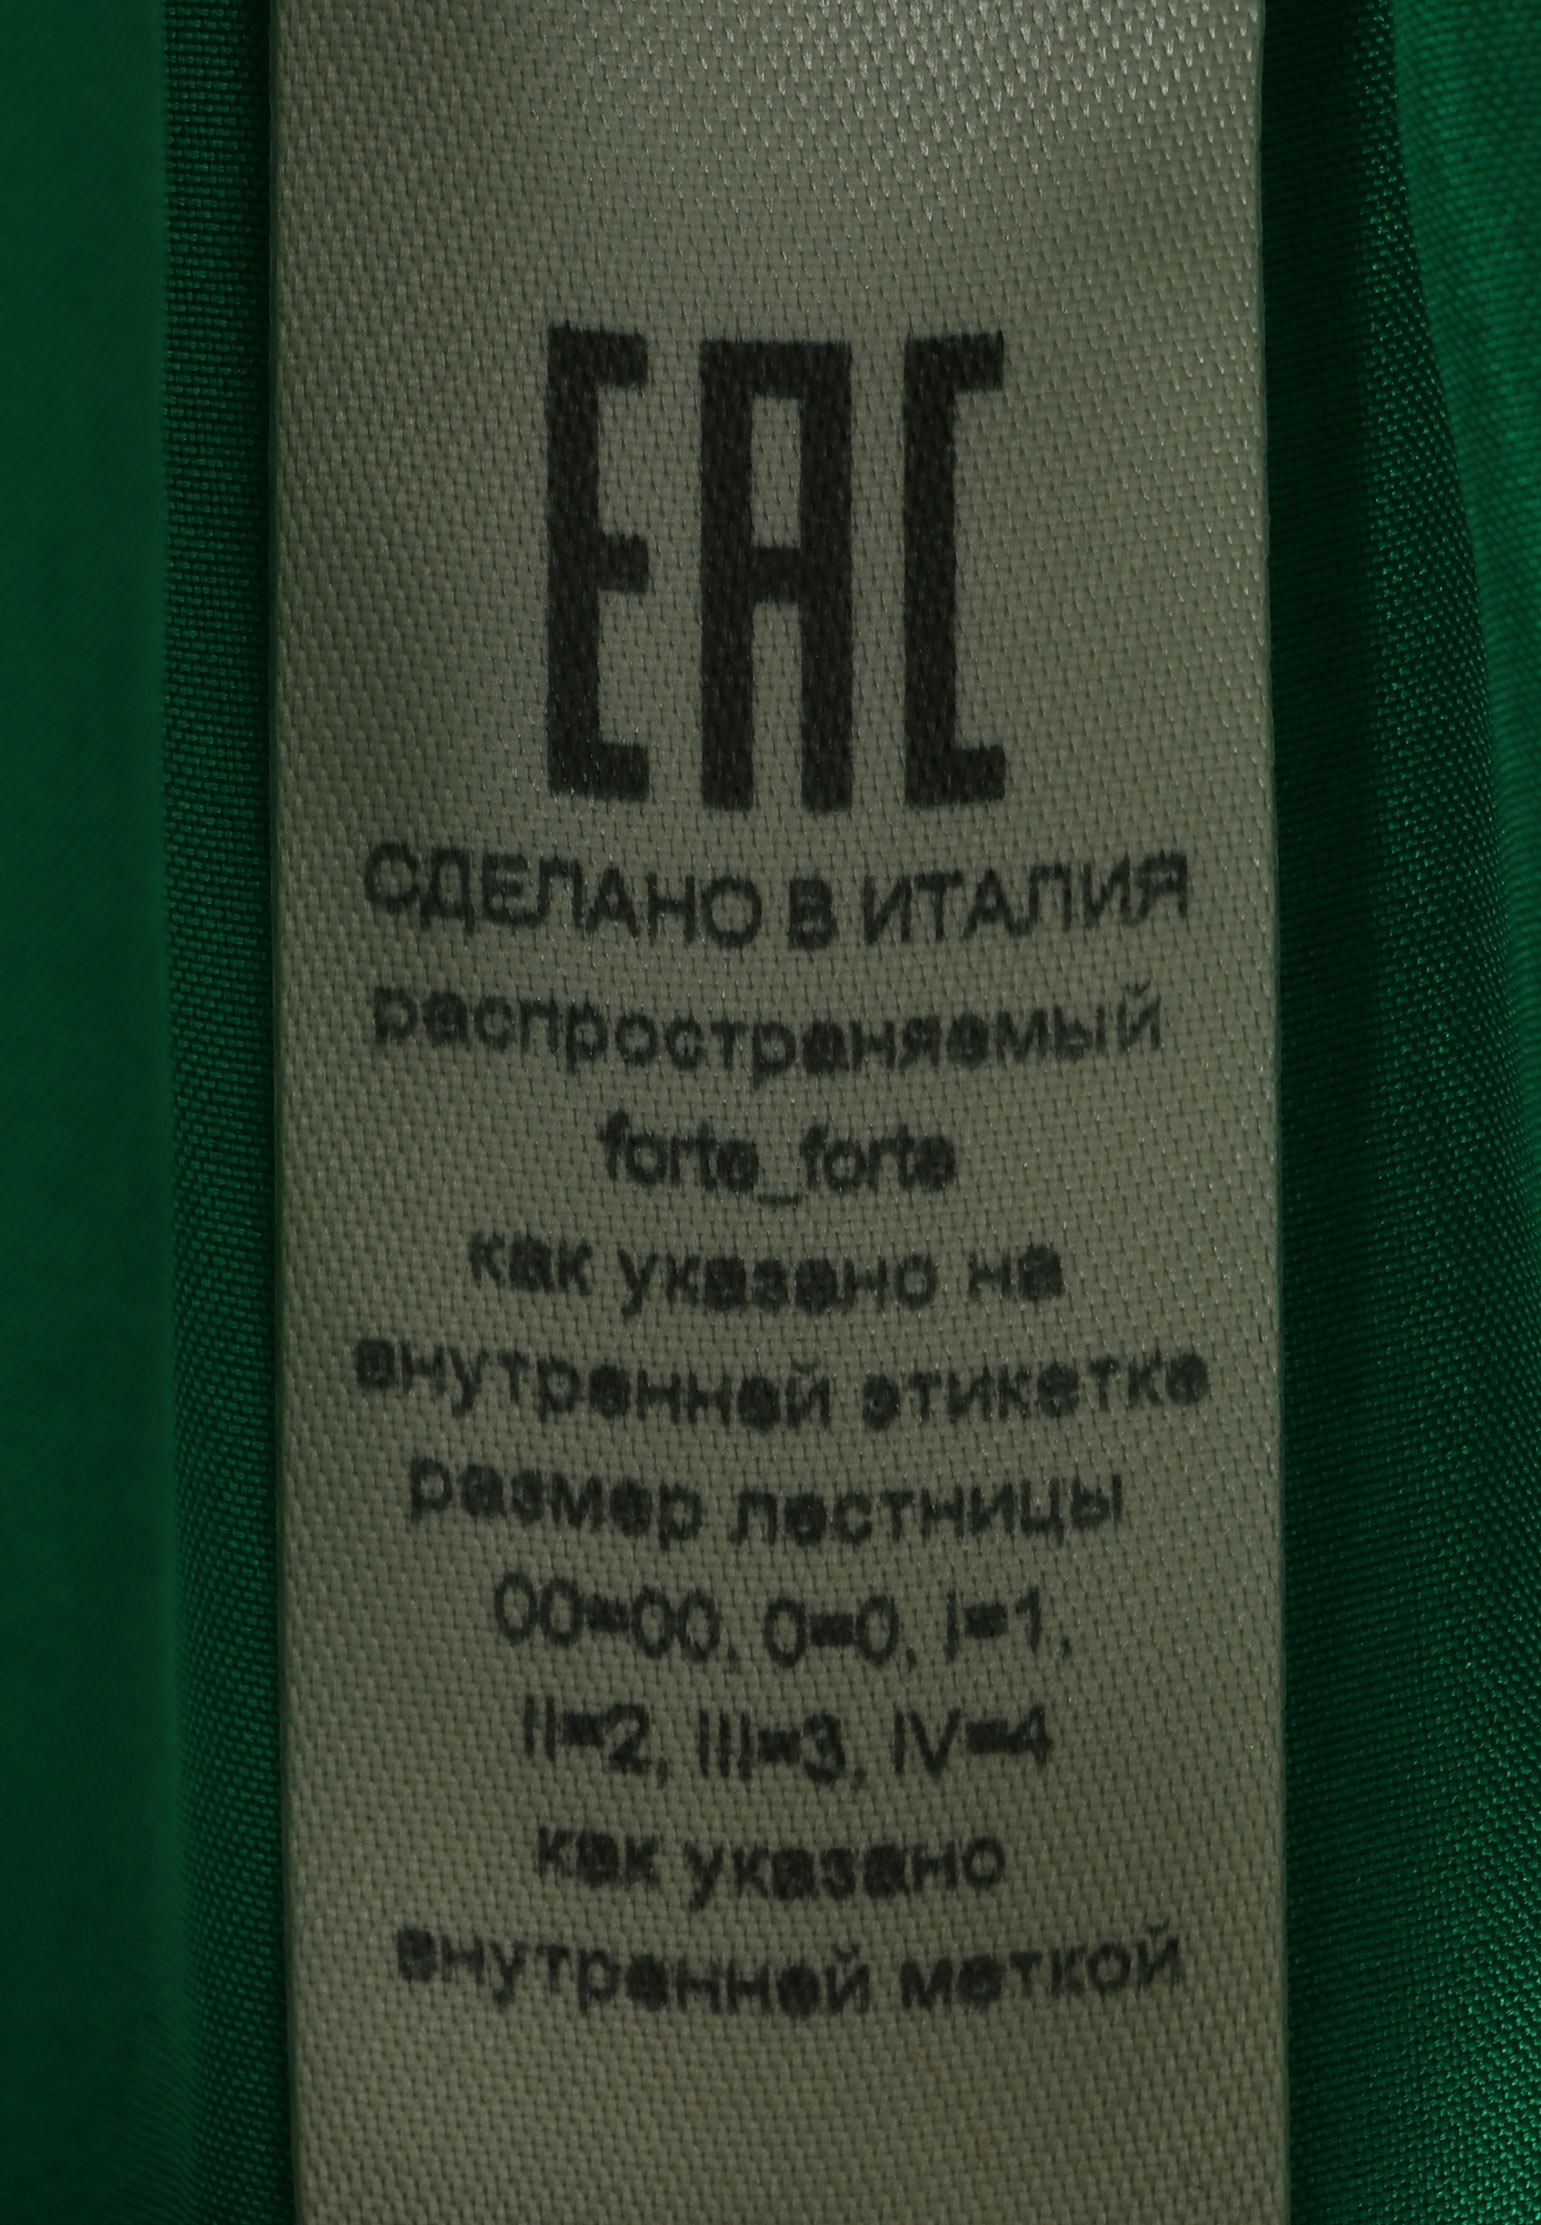 EAC
СДЕЛАНО В ИТАЛИЯ
распространяемый
forte_forte
как указано на
внутренней этикетке
размер лестницы
00=00, 0=0, I=1,
II=2, III=3, IV=4
как указано
внутренней меткой